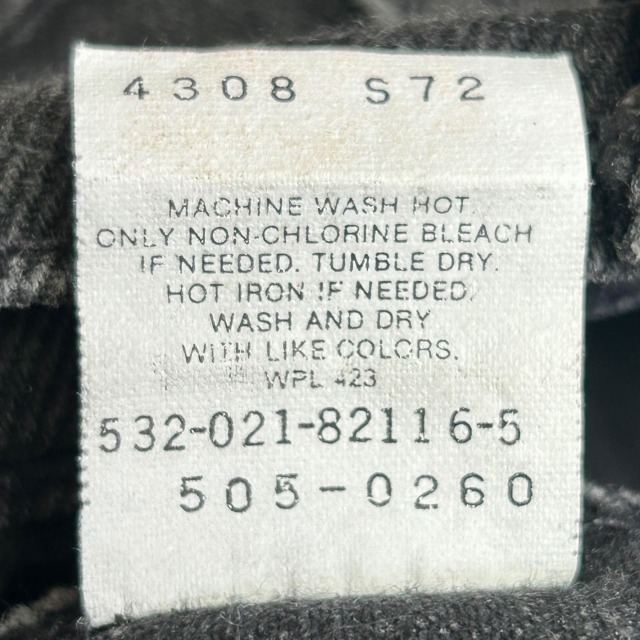 4308 S72
MACHINE WASH HOT.
ONLY NON-CHLORINE BLEACH
IF NEEDED. TUMBLE DRY.
HOT IRON IF NEEDED.
WASH AND DRY
WITH LIKE COLORS.
WPL 423
532-021-82116-5
505-0260